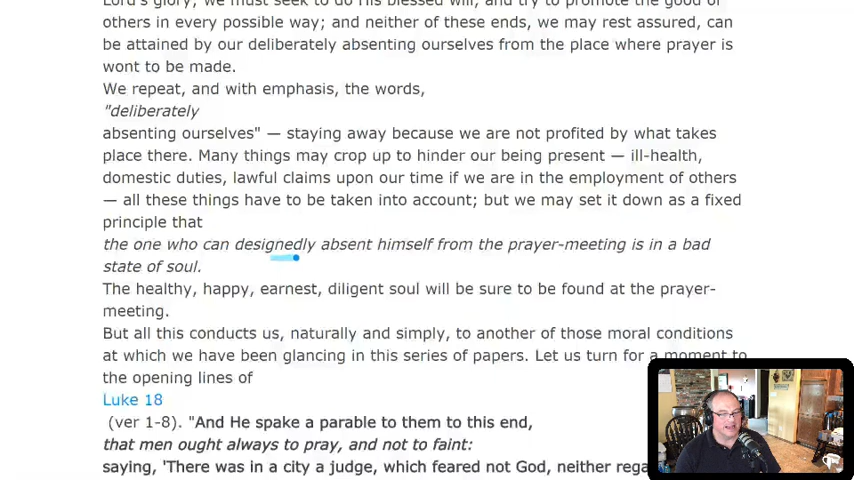 Lord's glory; we must seek to do His blessed will, and try to promote the good of
others in every possible way; and neither of these ends, we may rest assured, can
be attained by our deliberately absenting ourselves from the place where prayer is
wont to be made.
We repeat, and with emphasis, the words,
"deliberately
absenting ourselves" — staying away because we are not profited by what takes
place there. Many things may crop up to hinder our being present — ill-health,
domestic duties, lawful claims upon our time if we are in the employment of others
— all these things have to be taken into account; but we may set it down as a fixed
principle that
the one who can designedly absent himself from the prayer-meeting is in a bad
state of soul.
The healthy, happy, earnest, diligent soul will be sure to be found at the prayer-
meeting.
But all this conducts us, naturally and simply, to another of those moral conditions
at which we have been glancing in this series of papers. Let us turn for a moment to
the opening lines of
Luke 18
(ver 1-8). "And He spake a parable to them to this end,
that men ought always to pray, and not to faint:
saying, 'There was in a city a judge, which feared not God, neither